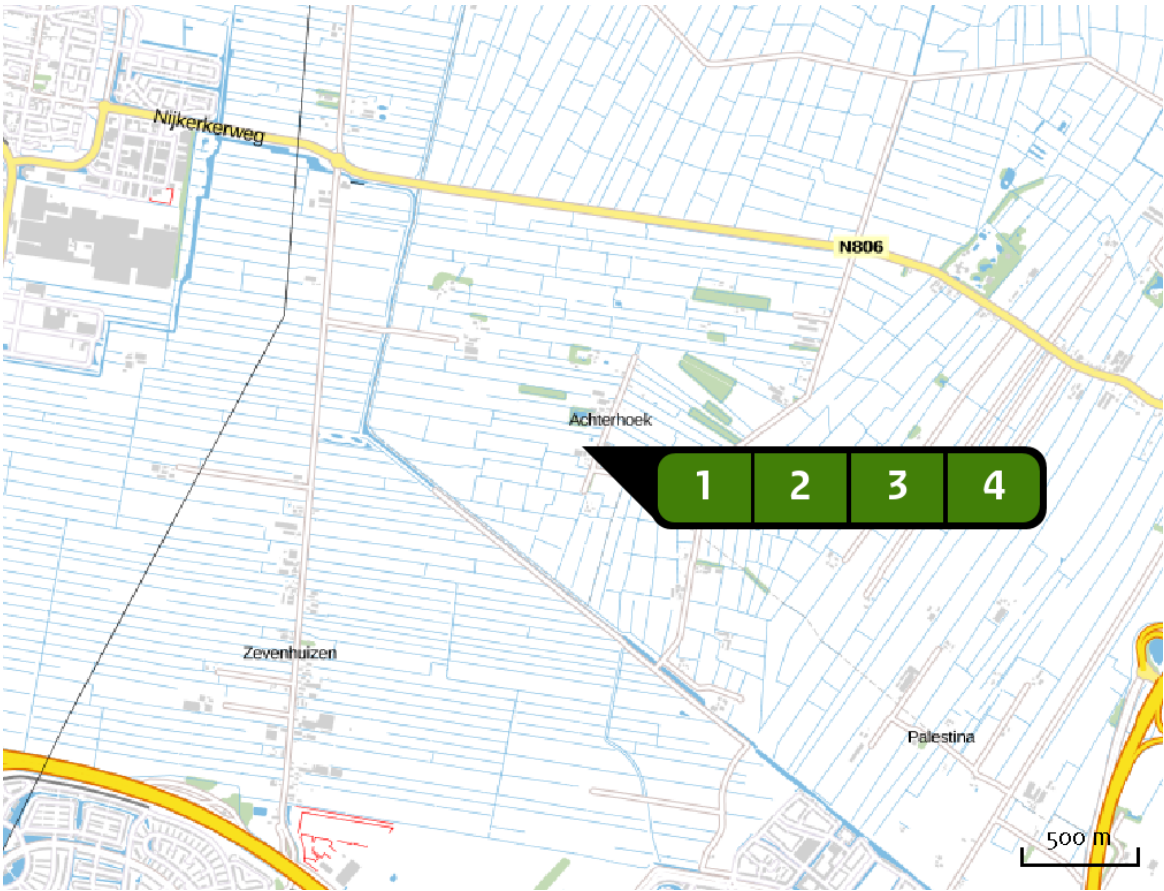 Nijkerkerweg
N806
Achterhoek
1 2 3 4
Zevenhuizen
Palestina
500 m